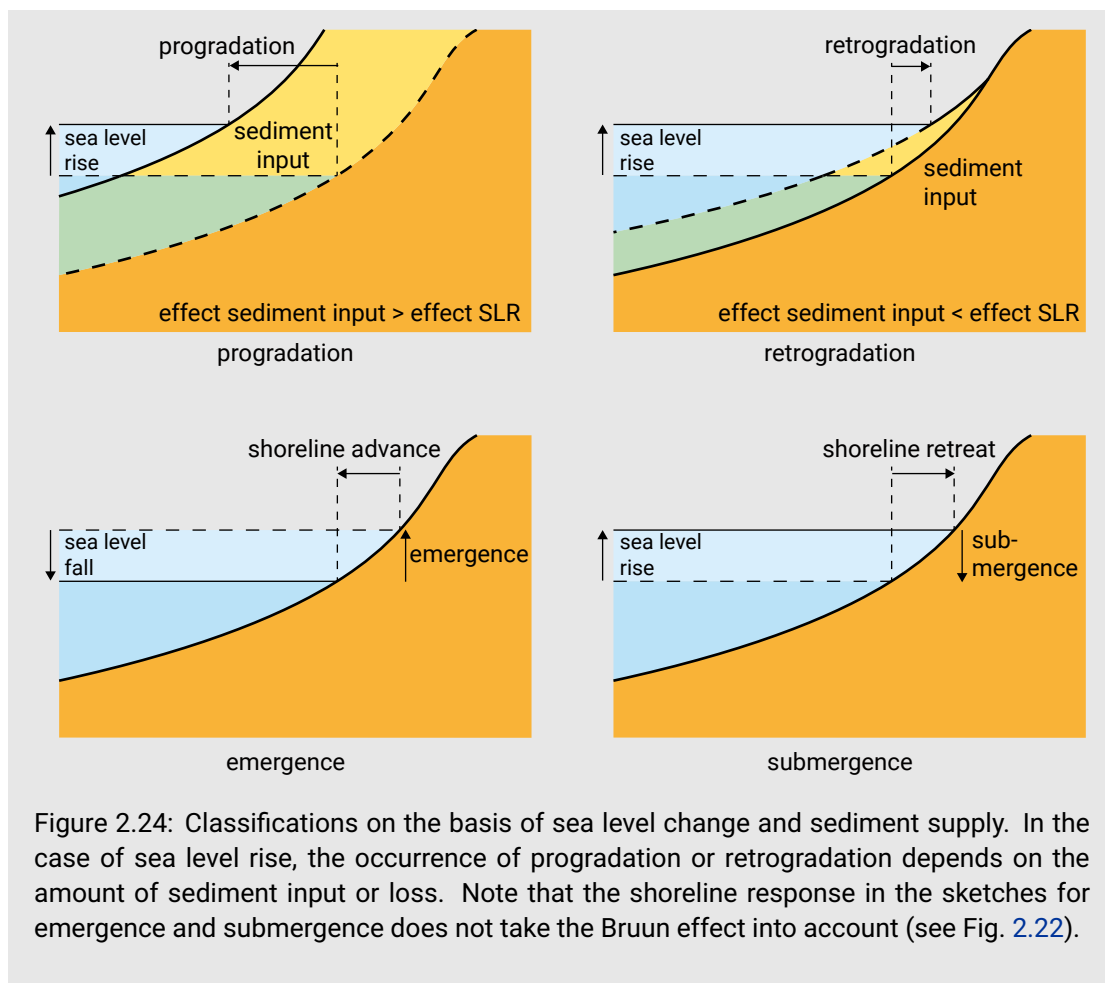 progradation
sea level
rise
sediment
input
effect sediment input > effect SLR
progradation
retrogradation
sea level
rise
sediment
input
effect sediment input < effect SLR
retrogradation
shoreline advance
sea level
fall
emergence
emergence
shoreline retreat
sea level
rise
sub-
mergence
submergence
Figure 2.24: Classifications on the basis of sea level change and sediment supply. In the
case of sea level rise, the occurrence of progradation or retrogradation depends on the
amount of sediment input or loss. Note that the shoreline response in the sketches for
emergence and submergence does not take the Bruun effect into account (see Fig. 2.22).